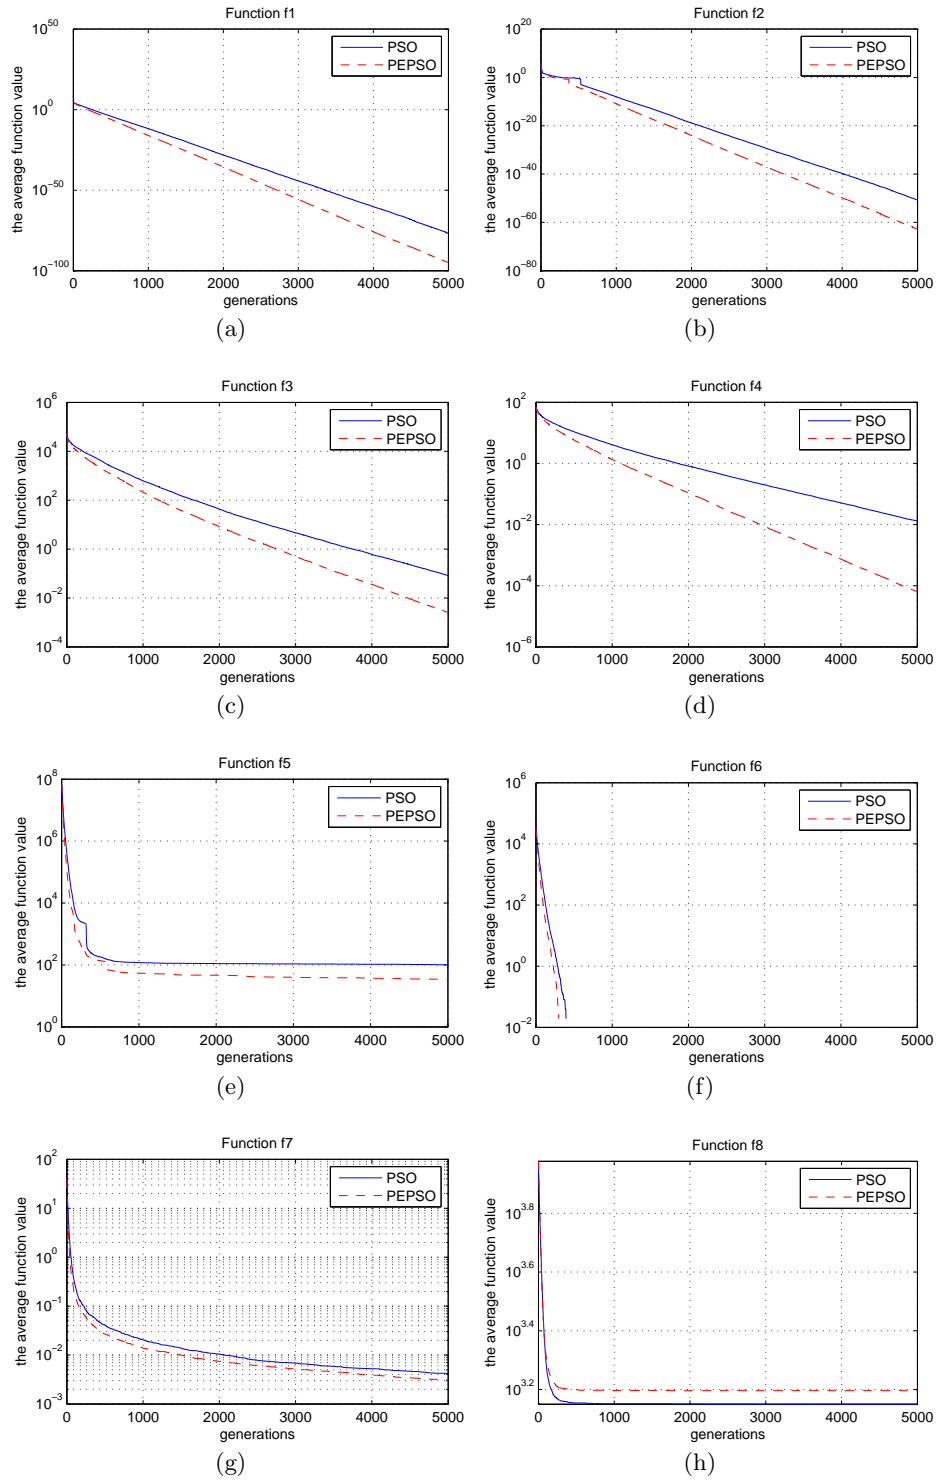 Function f1
the average function value
10^50
10^0
10^−50
10^−100
PSO
PEPSO
0 1000 2000 3000 4000 5000
generations
(a)
Function f2
the average function value
10^20
10^0
10^−20
10^−40
10^−60
10^−80
PSO
PEPSO
0 1000 2000 3000 4000 5000
generations
(b)
Function f3
the average function value
10^6
10^4
10^2
10^0
10^−2
10^−4
PSO
PEPSO
0 1000 2000 3000 4000 5000
generations
(c)
Function f4
the average function value
10^2
10^0
10^−2
10^−4
10^−6
PSO
PEPSO
0 1000 2000 3000 4000 5000
generations
(d)
Function f5
the average function value
10^8
10^6
10^4
10^2
10^0
PSO
PEPSO
0 1000 2000 3000 4000 5000
generations
(e)
Function f6
the average function value
10^6
10^4
10^2
10^0
10^−2
PSO
PEPSO
0 1000 2000 3000 4000 5000
generations
(f)
Function f7
the average function value
10^2
10^1
10^0
10^−1
10^−2
10^−3
PSO
PEPSO
0 1000 2000 3000 4000 5000
generations
(g)
Function f8
the average function value
10^3.8
10^3.6
10^3.4
10^3.2
PSO
PEPSO
0 1000 2000 3000 4000 5000
generations
(h)